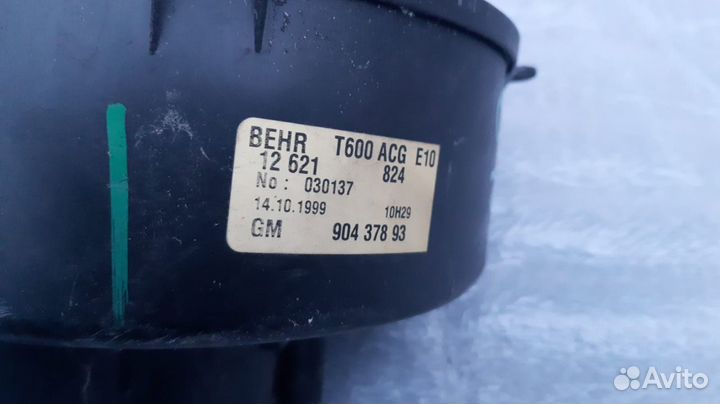 BEHR T600 ACG E10
12 621 824
No: 030137
14.10.1999 10H29
GM 904 378 93
Avito